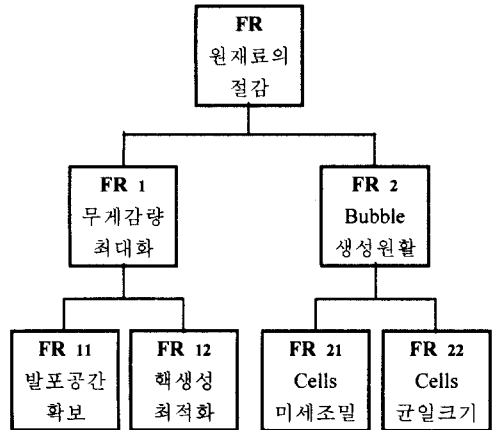 FR
원재료의
절감
FR 1
무게감량
최대화
FR 2
Bubble
생성원활
FR 11
발포공간
확보
FR 12
핵생성
최적화
FR 21
Cells
미세조밀
FR 22
Cells
균일크기